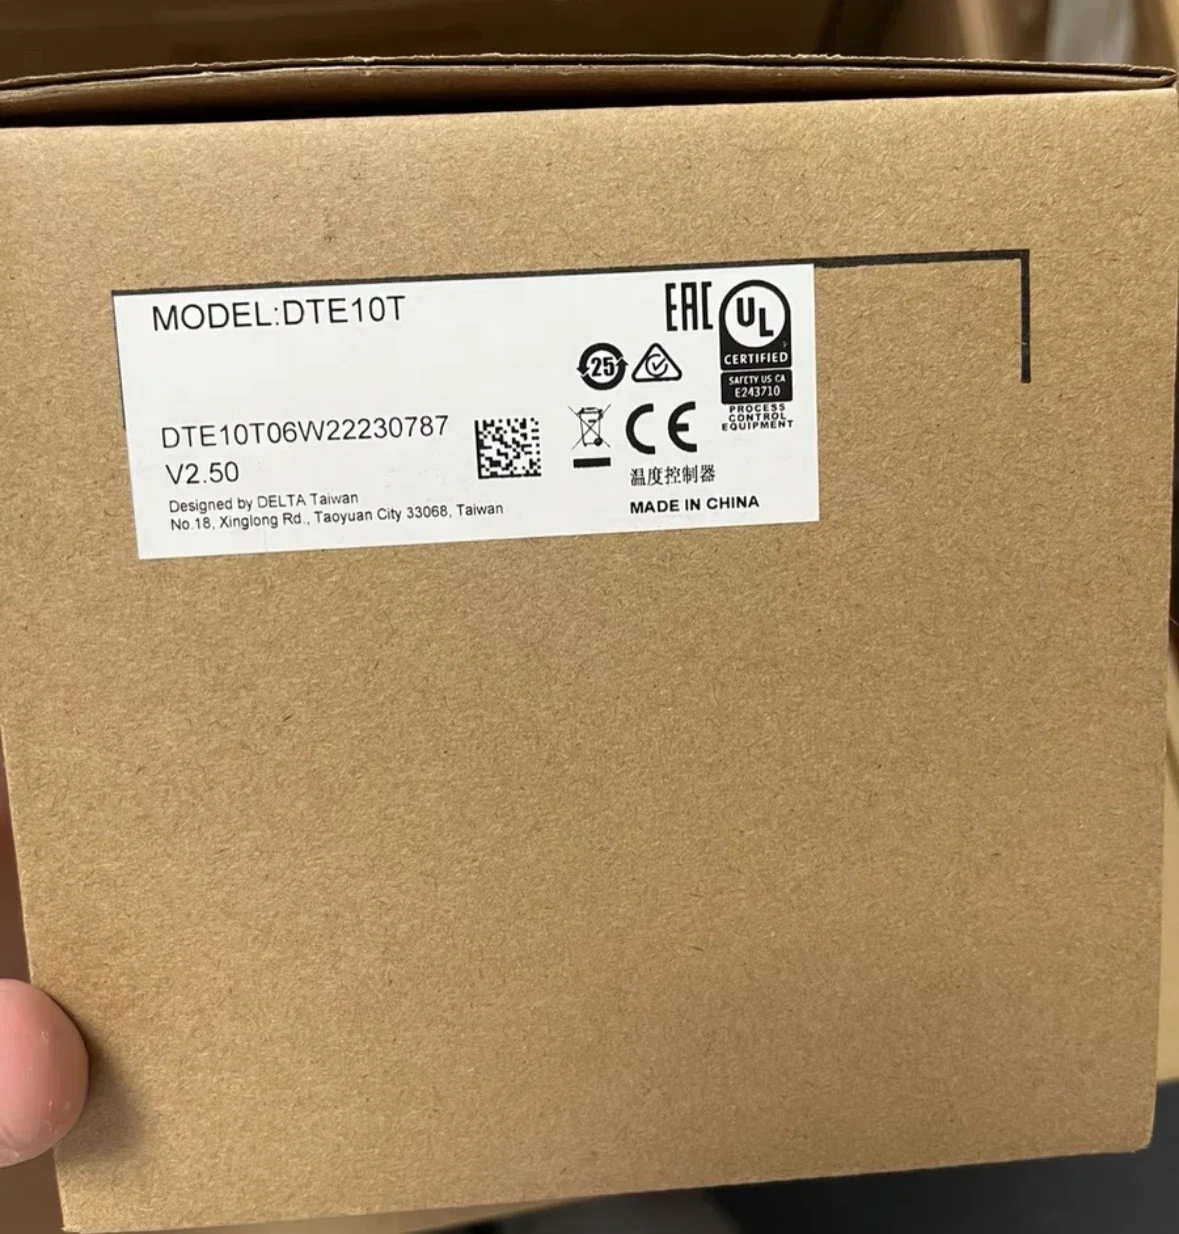 MODEL:DTE10T
EAC
UL
CERTIFIED
SAFETY US CA
E243710
PROCESS
CONTROL
EQUIPMENT
25
DTE10T06W22230787
V2.50
CE
温度控制器
Designed by DELTA Taiwan
No.18, Xinglong Rd., Taoyuan City 33068, Taiwan
MADE IN CHINA